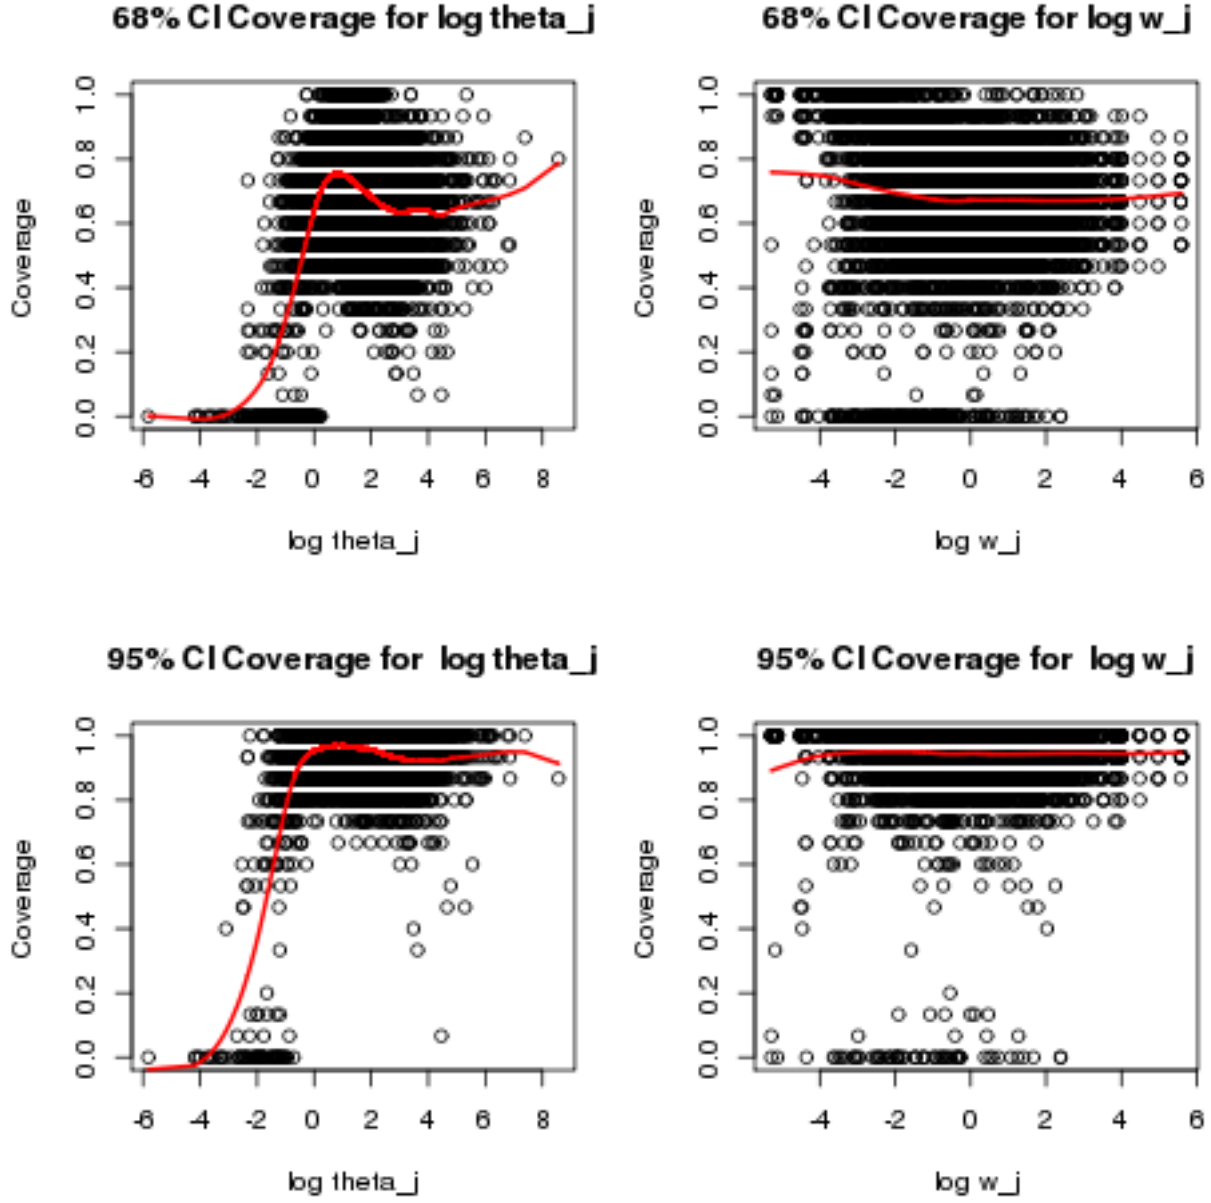 68% CI Coverage for log theta_j
68% CI Coverage for log w_j
Coverage
0.0 0.2 0.4 0.6 0.8 1.0
-6 -4 -2 0 2 4 6 8
log theta_j
Coverage
0.0 0.2 0.4 0.6 0.8 1.0
-4 -2 0 2 4 6
log w_j
95% CI Coverage for log theta_j
95% CI Coverage for log w_j
Coverage
0.0 0.2 0.4 0.6 0.8 1.0
-6 -4 -2 0 2 4 6 8
log theta_j
Coverage
0.0 0.2 0.4 0.6 0.8 1.0
-4 -2 0 2 4 6
log w_j